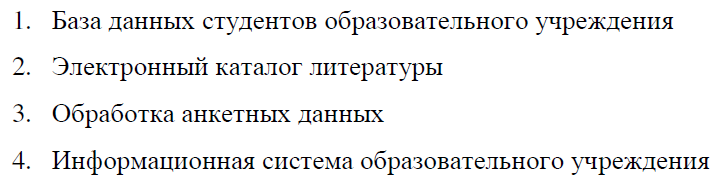 1. База данных студентов образовательного учреждения
2. Электронный каталог литературы
3. Обработка анкетных данных
4. Информационная система образовательного учреждения